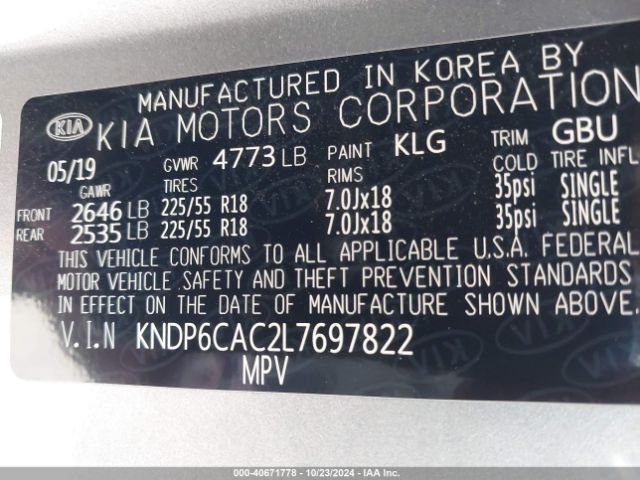 MANUFACTURED IN KOREA BY
KIA KIA MOTORS CORPORATION
05/19 GVWR 4773 LB PAINT KLG TRIM GBU
GAWR TIRES RIMS COLD TIRE INFL
FRONT 2646 LB 225/55 R18 7.0Jx18 35psi SINGLE
REAR 2535 LB 225/55 R18 7.0Jx18 35psi SINGLE
THIS VEHICLE CONFORMS TO ALL APPLICABLE U.S.A. FEDERAL
MOTOR VEHICLE SAFETY AND THEFT PREVENTION STANDARDS
IN EFFECT ON THE DATE OF MANUFACTURE SHOWN ABOVE.
V.I.N KNDP6CAC2L7697822
MPV
000-40671778 - 10/23/2024 - IAA Inc.